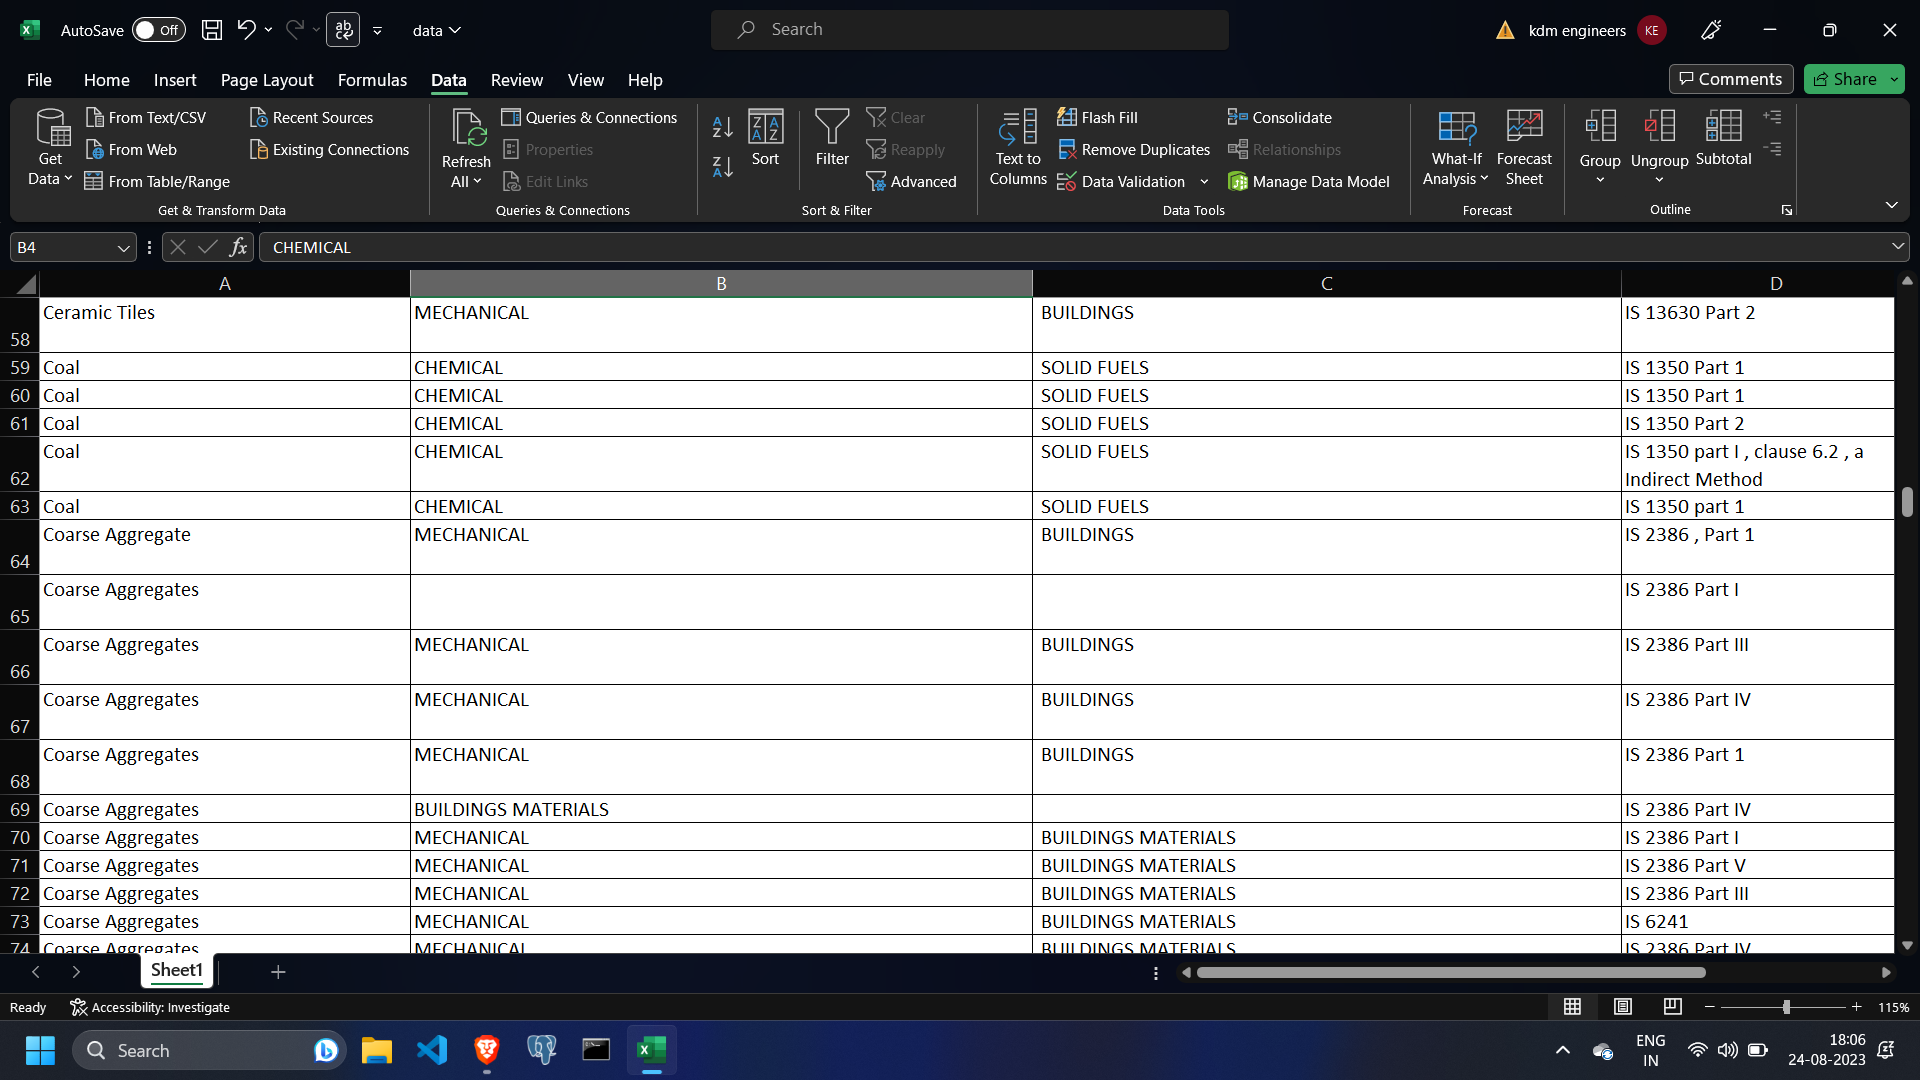 AutoSave Off data Search kdm engineers KE
File Home Insert Page Layout Formulas Data Review View Help Comments Share
Get Data
From Text/CSV
From Web
From Table/Range
Recent Sources
Existing Connections
Get & Transform Data
Refresh All
Queries & Connections
Properties
Edit Links
Queries & Connections
Sort
Filter
Clear
Reapply
Advanced
Sort & Filter
Text to Columns
Flash Fill
Remove Duplicates
Data Validation
Consolidate
Relationships
Manage Data Model
Data Tools
What-If Analysis
Forecast Sheet
Forecast
Group
Ungroup
Subtotal
Outline
B4 fx CHEMICAL
A B C D
58 Ceramic Tiles MECHANICAL BUILDINGS IS 13630 Part 2
59 Coal CHEMICAL SOLID FUELS IS 1350 Part 1
60 Coal CHEMICAL SOLID FUELS IS 1350 Part 1
61 Coal CHEMICAL SOLID FUELS IS 1350 Part 2
62 Coal CHEMICAL SOLID FUELS IS 1350 part I , clause 6.2 , a
Indirect Method
63 Coal CHEMICAL SOLID FUELS IS 1350 part 1
64 Coarse Aggregate MECHANICAL BUILDINGS IS 2386 , Part 1
65 Coarse Aggregates IS 2386 Part I
66 Coarse Aggregates MECHANICAL BUILDINGS IS 2386 Part III
67 Coarse Aggregates MECHANICAL BUILDINGS IS 2386 Part IV
68 Coarse Aggregates MECHANICAL BUILDINGS IS 2386 Part 1
69 Coarse Aggregates BUILDINGS MATERIALS IS 2386 Part IV
70 Coarse Aggregates MECHANICAL BUILDINGS MATERIALS IS 2386 Part I
71 Coarse Aggregates MECHANICAL BUILDINGS MATERIALS IS 2386 Part V
72 Coarse Aggregates MECHANICAL BUILDINGS MATERIALS IS 2386 Part III
73 Coarse Aggregates MECHANICAL BUILDINGS MATERIALS IS 6241
74 Coarse Aggregates MECHANICAL BUILDINGS MATERIALS IS 2386 Part IV
Sheet1
Ready Accessibility: Investigate 115%
Search ENG 18:06
IN 24-08-2023